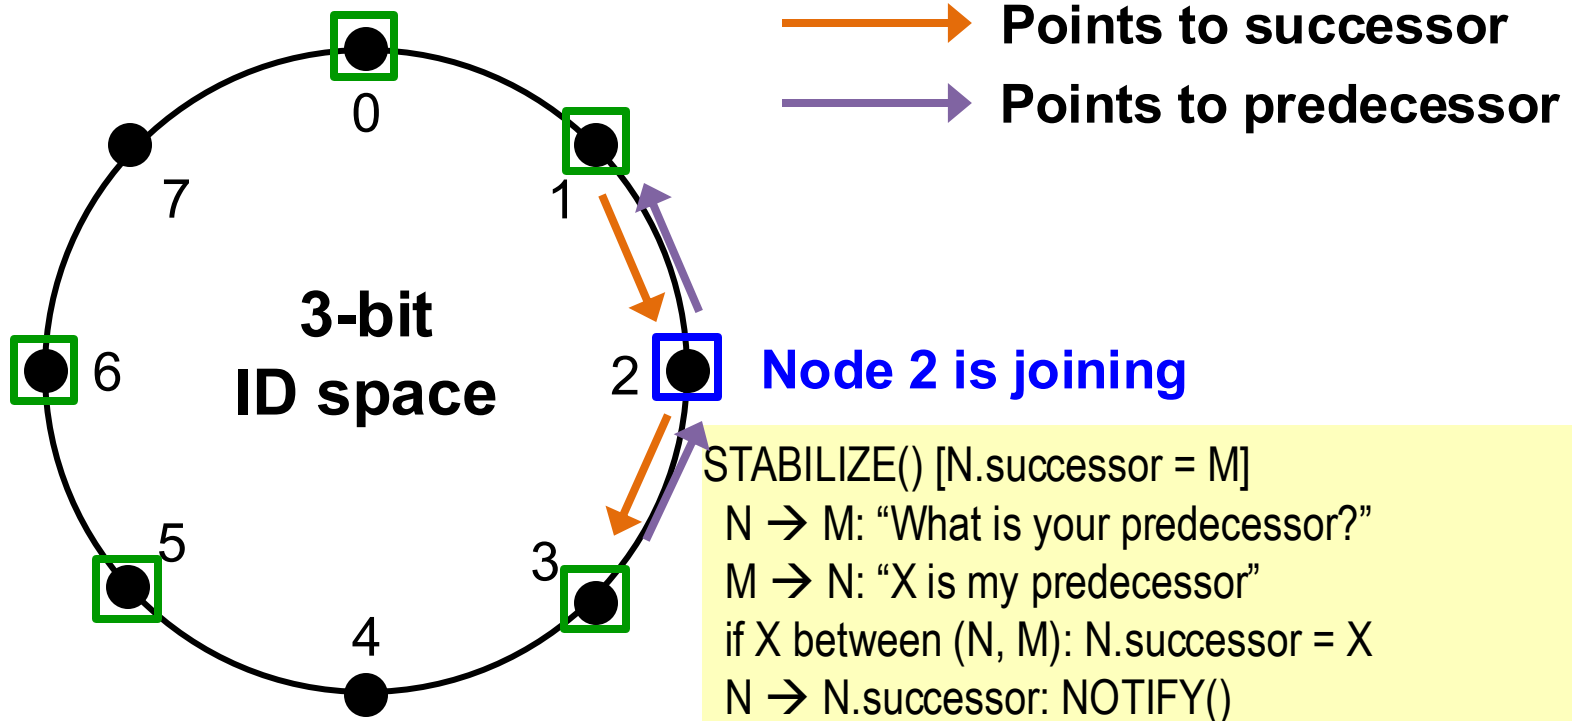 Points to successor
Points to predecessor
0
1
7
3-bit
ID space
6
2
Node 2 is joining
STABILIZE() [N.successor = M]
N → M: “What is your predecessor?”
M → N: “X is my predecessor”
if X between (N, M): N.successor = X
N → N.successor: NOTIFY()
5
3
4